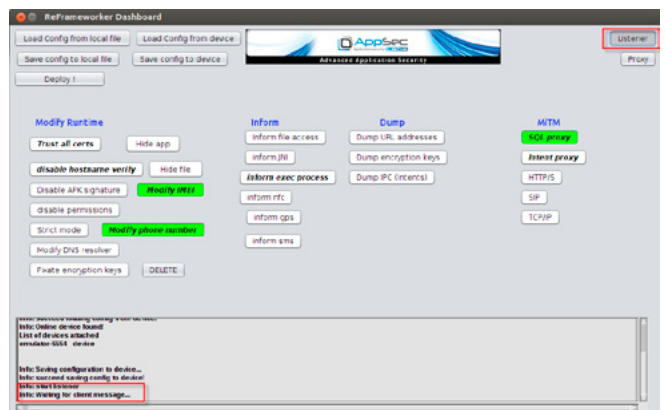 ReFrameworker Dashboard
Load Config from local file
Load Config from device
Save config to local file
Save config to device
Deploy !
AppSec
Advanced Application Security
Listener
Proxy
Modify Runtime
Trust all certs
Hide app
disable hostname verify
Hide file
Disable APK signature
Modify IMEI
disable permissions
Strict mode
Modify phone number
Modify DNS resolver
Fixate encryption keys
DELETE
Inform
Inform file access
Inform JNI
Inform exec process
Inform nfc
inform gps
inform sms
Dump
Dump URL addresses
Dump encryption keys
Dump IPC (Intents)
MiTM
SQL proxy
Intent proxy
HTTP/S
SIP
TCP/IP
Info: Succeed loading config from device!
Info: Online device found!
List of devices attached
emulator-5554 device
Info: Saving configuration to device...
Info: succeed saving config to device!
Info: start listener
Info: Waiting for client message...